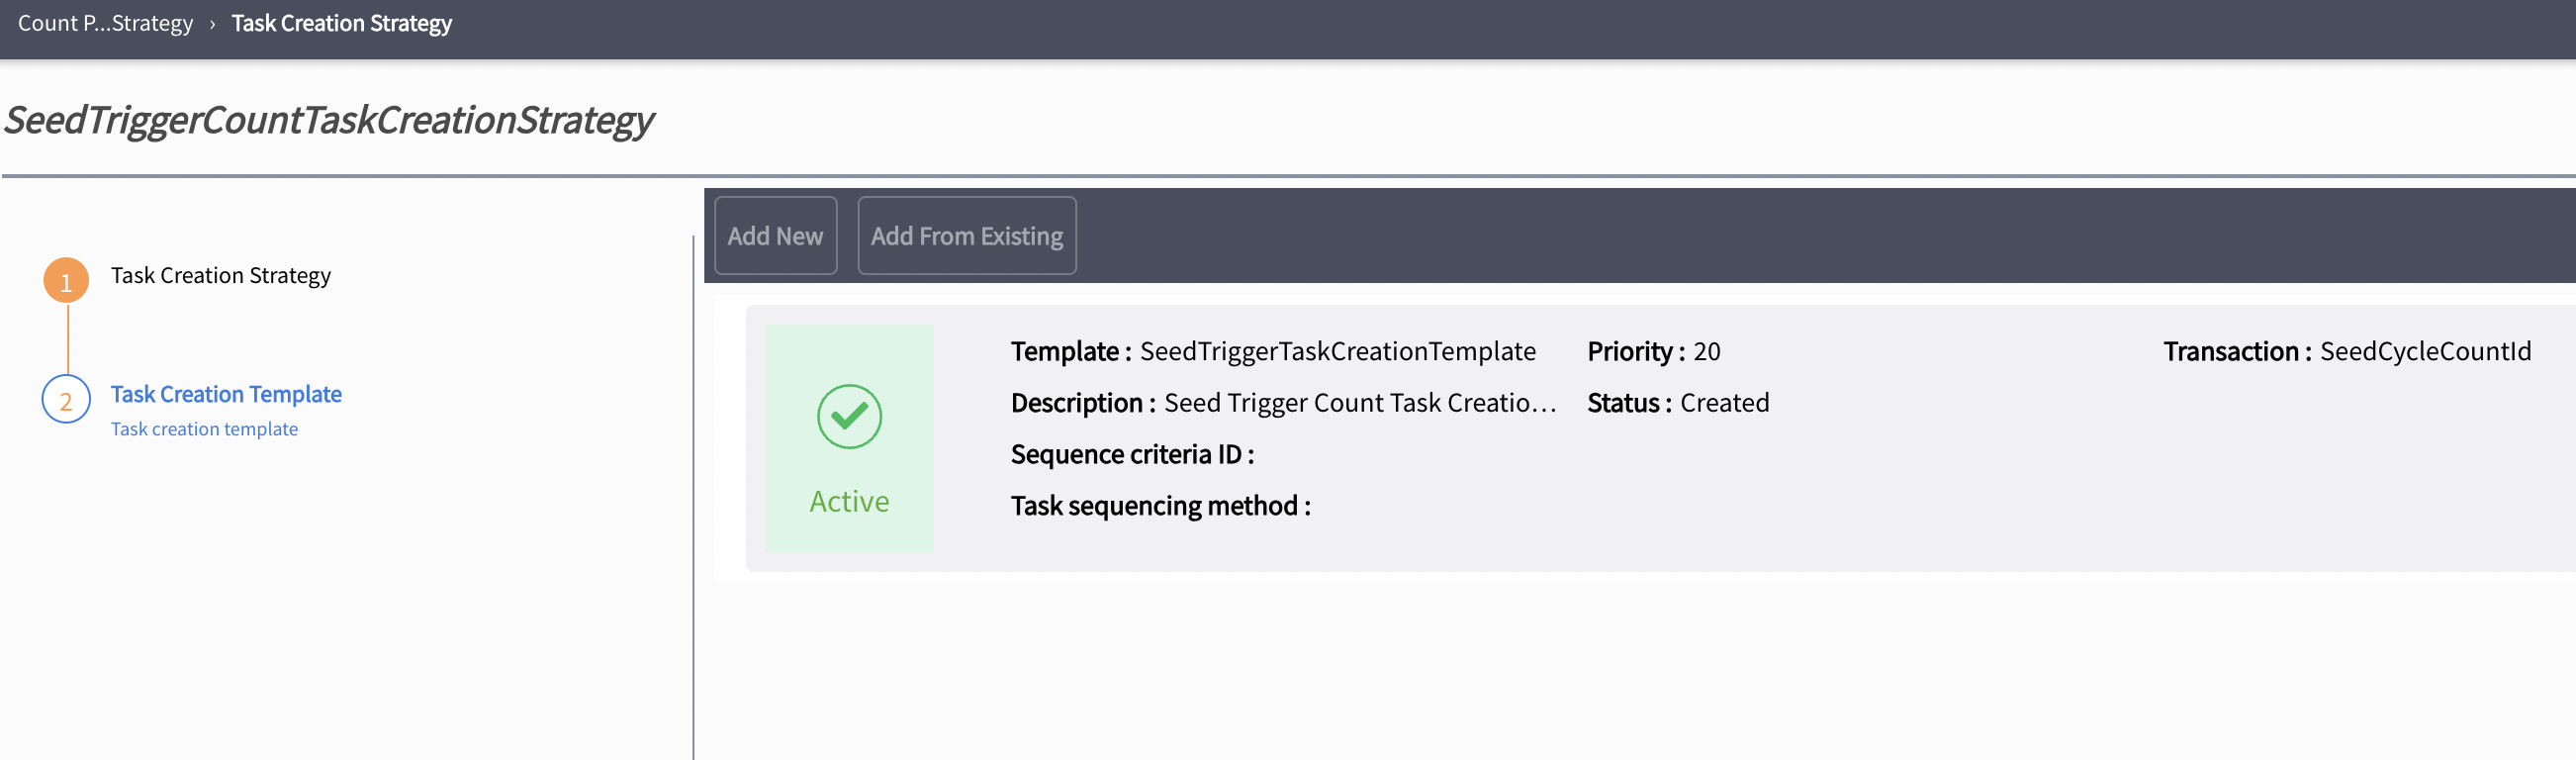 Count P...Strategy › Task Creation Strategy
SeedTriggerCountTaskCreationStrategy
1 Task Creation Strategy
2 Task Creation Template
Task creation template
Add New Add From Existing
Active
Template : SeedTriggerTaskCreationTemplate Priority : 20 Transaction : SeedCycleCountId
Description : Seed Trigger Count Task Creatio... Status : Created
Sequence criteria ID :
Task sequencing method :